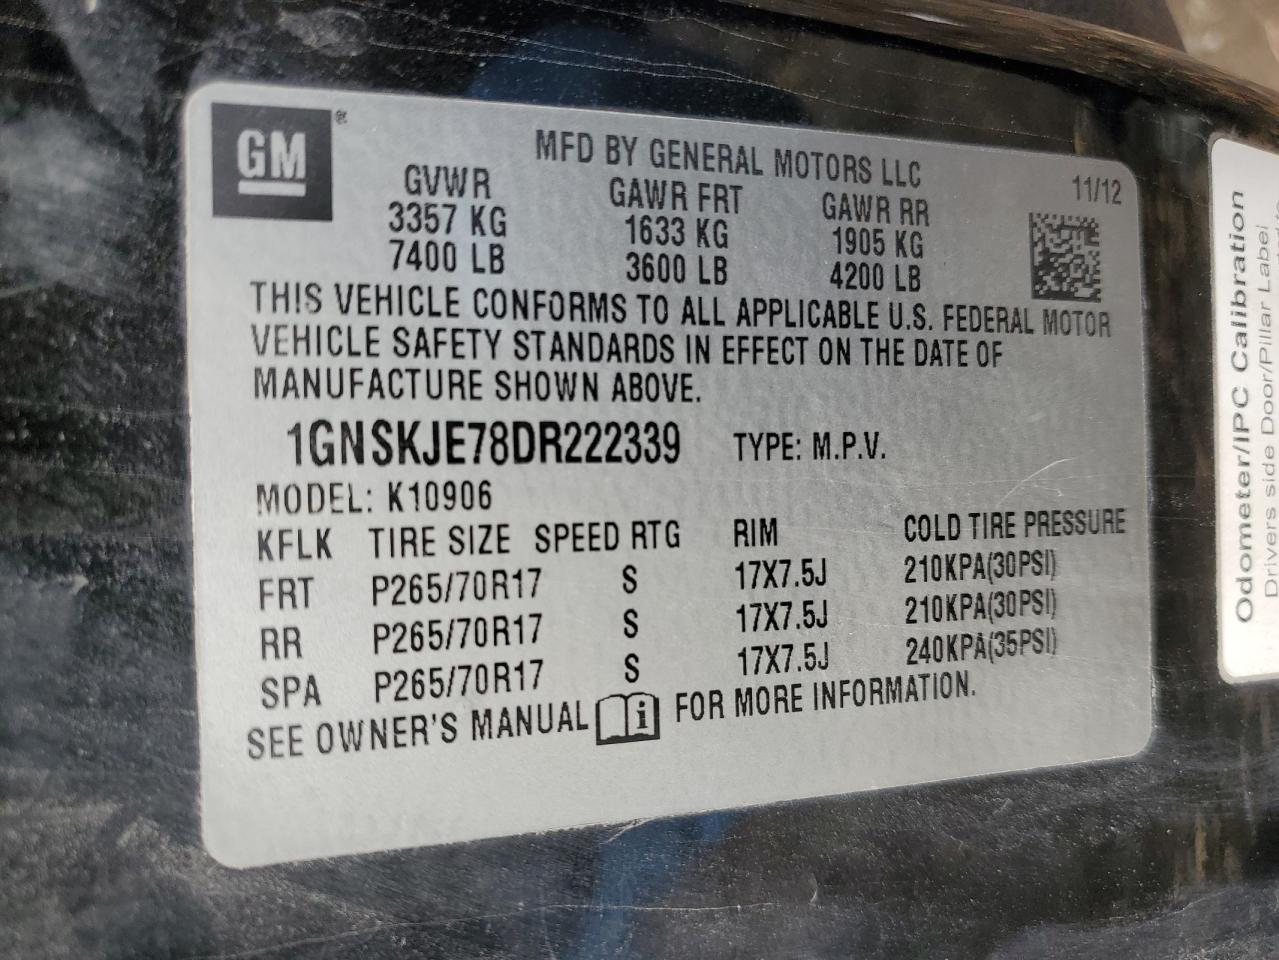 GM®
MFD BY GENERAL MOTORS LLC
11/12
GVWR GAWR FRT GAWR RR
3357 KG 1633 KG 1905 KG
7400 LB 3600 LB 4200 LB
THIS VEHICLE CONFORMS TO ALL APPLICABLE U.S. FEDERAL MOTOR
VEHICLE SAFETY STANDARDS IN EFFECT ON THE DATE OF
MANUFACTURE SHOWN ABOVE.
1GNSKJE78DR222339 TYPE: M.P.V.
MODEL: K10906
KFLK TIRE SIZE SPEED RTG RIM COLD TIRE PRESSURE
FRT P265/70R17 S 17X7.5J 210KPA(30PSI)
RR P265/70R17 S 17X7.5J 210KPA(30PSI)
SPA P265/70R17 S 17X7.5J 240KPA(35PSI)
SEE OWNER'S MANUAL i FOR MORE INFORMATION.
Odometer/IPC Calibration
Drivers side Door/Pillar Label